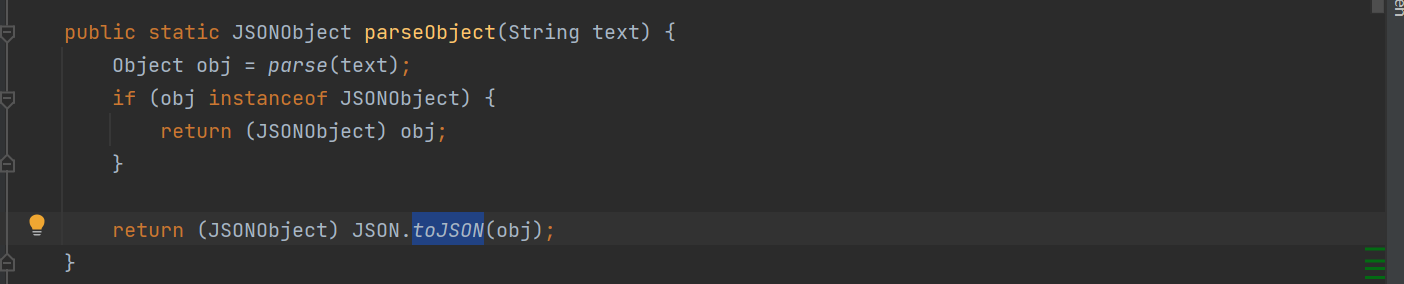 public static JSONObject parseObject(String text) {
    Object obj = parse(text);
    if (obj instanceof JSONObject) {
        return (JSONObject) obj;
    }
    return (JSONObject) JSON.toJSON(obj);
}